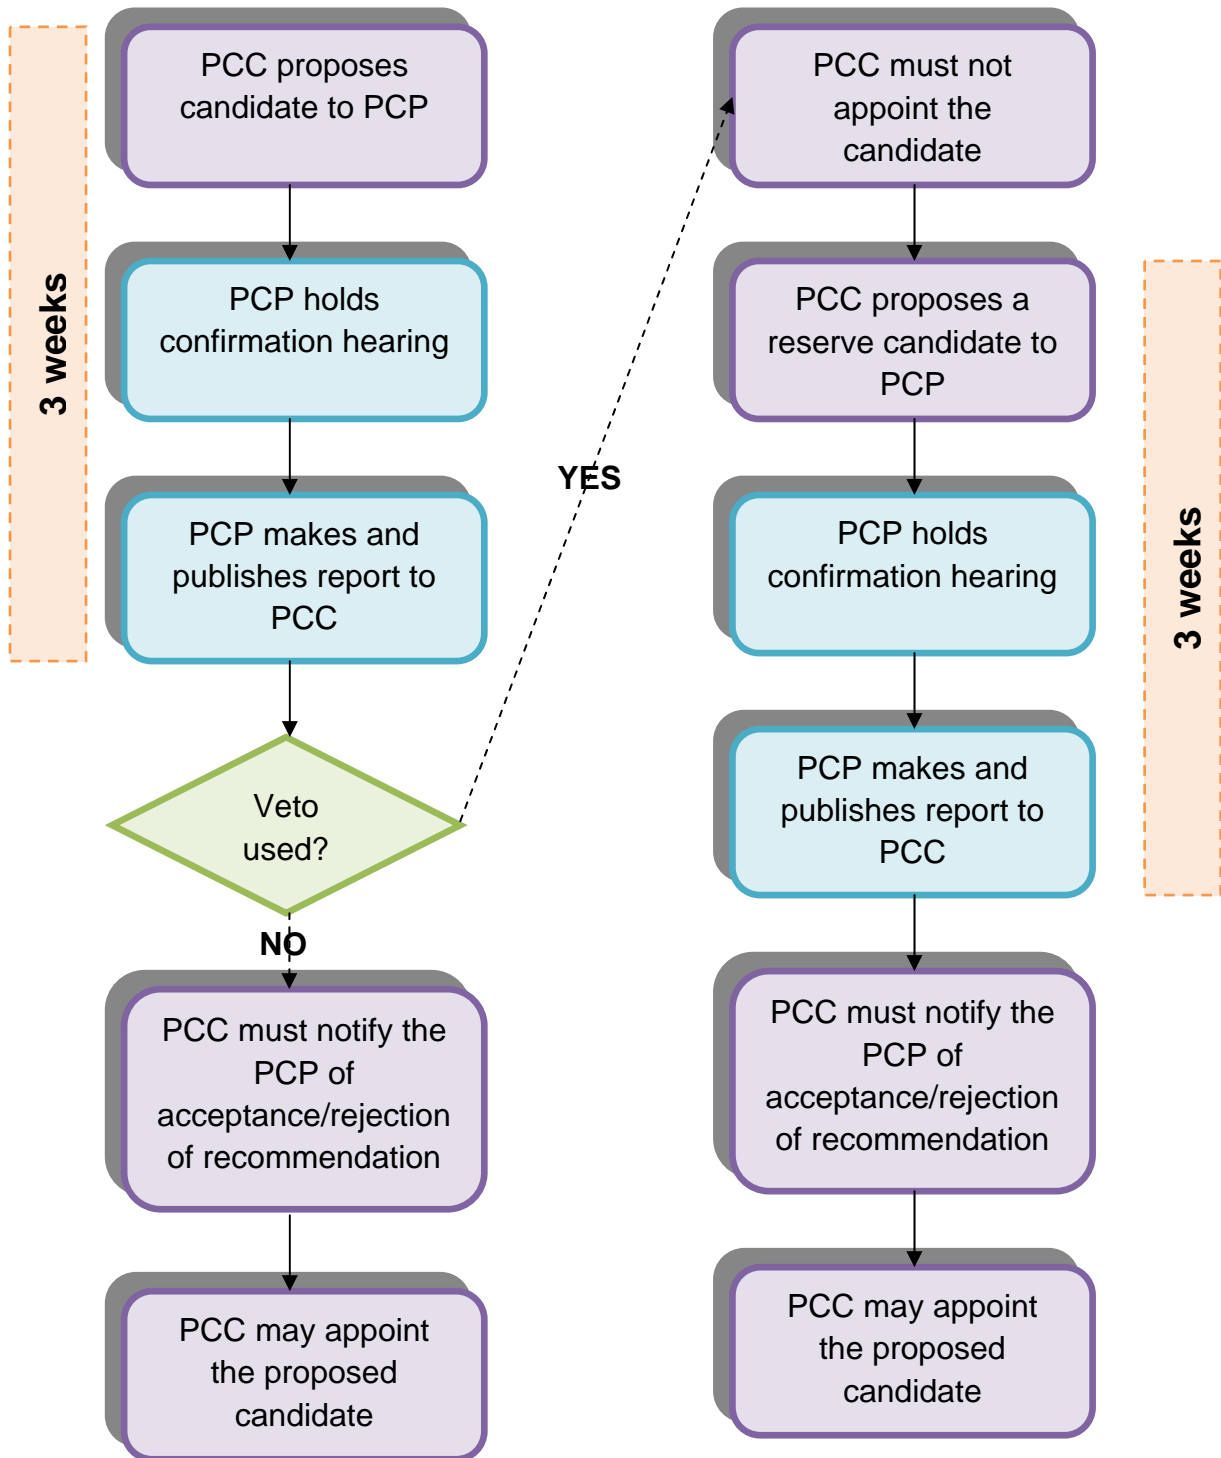 3 weeks
PCC proposes
candidate to PCP
PCP holds
confirmation hearing
PCP makes and
publishes report to
PCC
Veto
used?
NO
PCC must notify the
PCP of
acceptance/rejection
of recommendation
PCC may appoint
the proposed
candidate
YES
PCC must not
appoint the
candidate
PCC proposes a
reserve candidate to
PCP
PCP holds
confirmation hearing
PCP makes and
publishes report to
PCC
PCC must notify the
PCP of
acceptance/rejection
of recommendation
PCC may appoint
the proposed
candidate
3 weeks